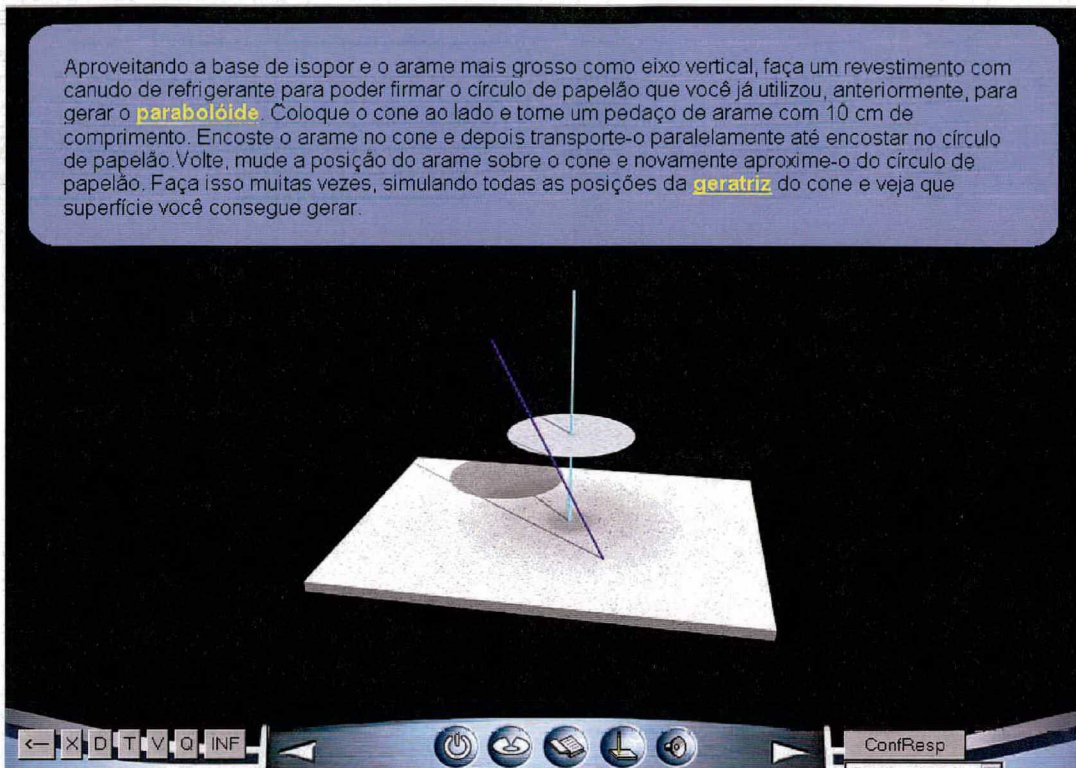 Aproveitando a base de isopor e o arame mais grosso como eixo vertical, faça um revestimento com
canudo de refrigerante para poder firmar o círculo de papelão que você já utilizou, anteriormente, para
gerar o parabolóide. Coloque o cone ao lado e tome um pedaço de arame com 10 cm de
comprimento. Encoste o arame no cone e depois transporte-o paralelamente até encostar no círculo
de papelão.Volte, mude a posição do arame sobre o cone e novamente aproxime-o do círculo de
papelão. Faça isso muitas vezes, simulando todas as posições da geratriz do cone e veja que
superfície você consegue gerar.
<— X D T V Q INF
ConfResp